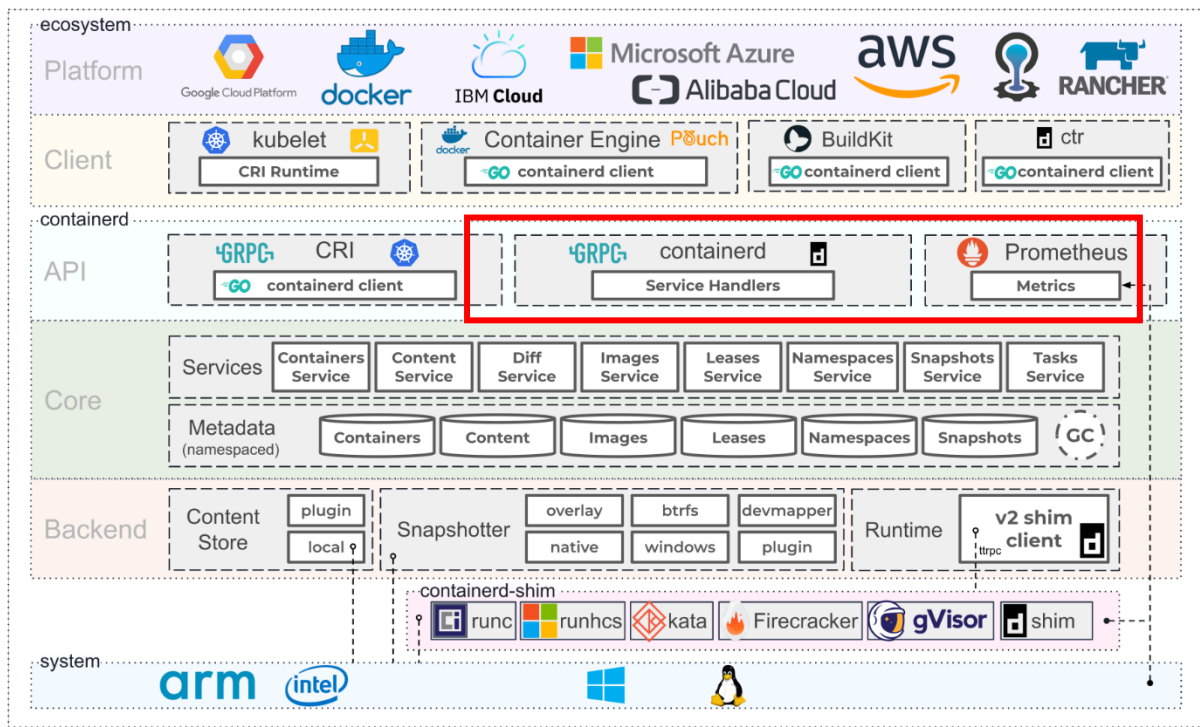 ecosystem
Platform
Google Cloud Platform
docker
IBM Cloud
Microsoft Azure
Alibaba Cloud
aws
RANCHER
Client
kubelet
CRI Runtime
docker
Container Engine
Pouch
GO containerd client
BuildKit
GO containerd client
ctr
GO containerd client
containerd
API
GRPC
CRI
GO containerd client
GRPC
containerd
Service Handlers
Prometheus
Metrics
Core
Services
Containers
Service
Content
Service
Diff
Service
Images
Service
Leases
Service
Namespaces
Service
Snapshots
Service
Tasks
Service
Metadata
(namespaced)
Containers
Content
Images
Leases
Namespaces
Snapshots
GC
Backend
Content
Store
plugin
local
Snapshotter
overlay
btrfs
devmapper
native
windows
plugin
Runtime
v2 shim
client
ttrpc
containerd-shim
runc
runhcs
kata
Firecracker
gVisor
shim
system
arm
intel